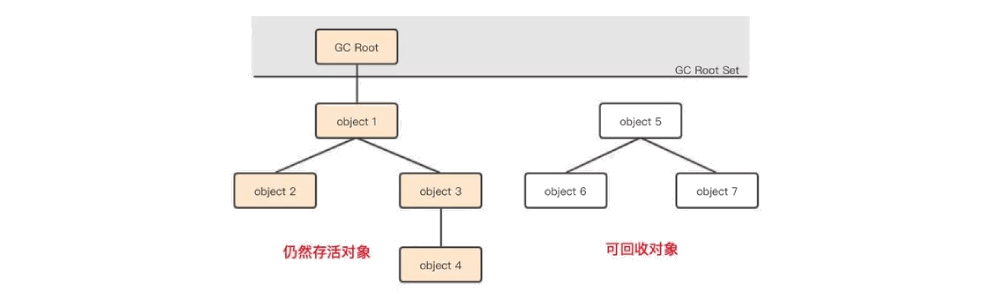 GC Root
GC Root Set
object 1
object 5
object 2
object 3
object 6
object 7
仍然存活对象
可回收对象
object 4